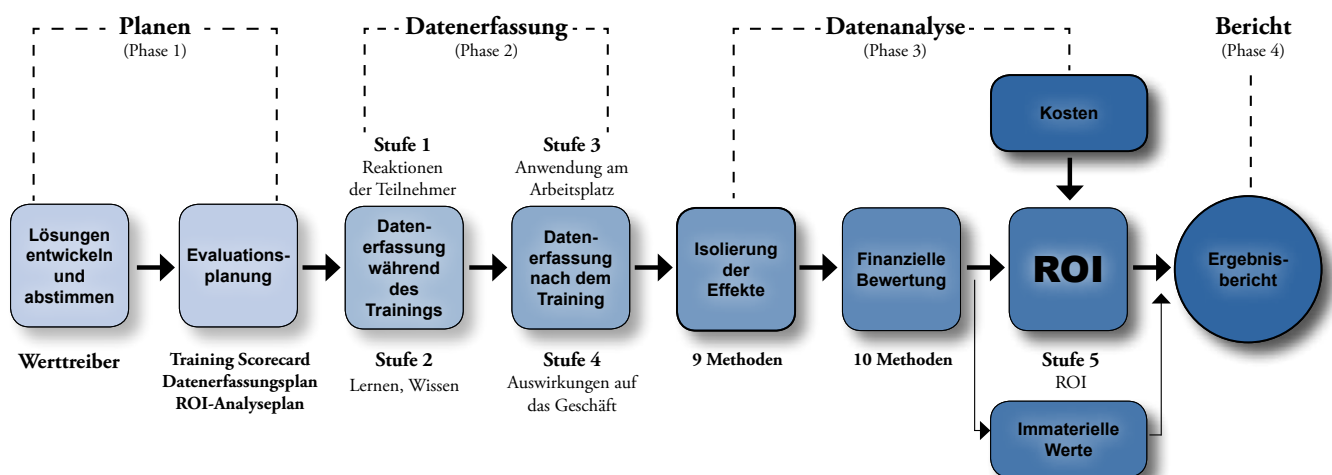 Planen
(Phase 1)
Datenerfassung
(Phase 2)
Datenanalyse
(Phase 3)
Bericht
(Phase 4)
Kosten
Stufe 1
Reaktionen
der Teilnehmer
Stufe 3
Anwendung am
Arbeitsplatz
Lösungen
entwickeln
und
abstimmen
Evaluations-
planung
Daten-
erfassung
während
des
Trainings
Daten-
erfassung
nach dem
Training
Isolierung
der
Effekte
Finanzielle
Bewertung
ROI
Ergebnis-
bericht
Werttreiber
Training Scorecard
Datenerfassungsplan
ROI-Analyseplan
Stufe 2
Lernen, Wissen
Stufe 4
Auswirkungen auf
das Geschäft
9 Methoden
10 Methoden
Stufe 5
ROI
Immaterielle
Werte